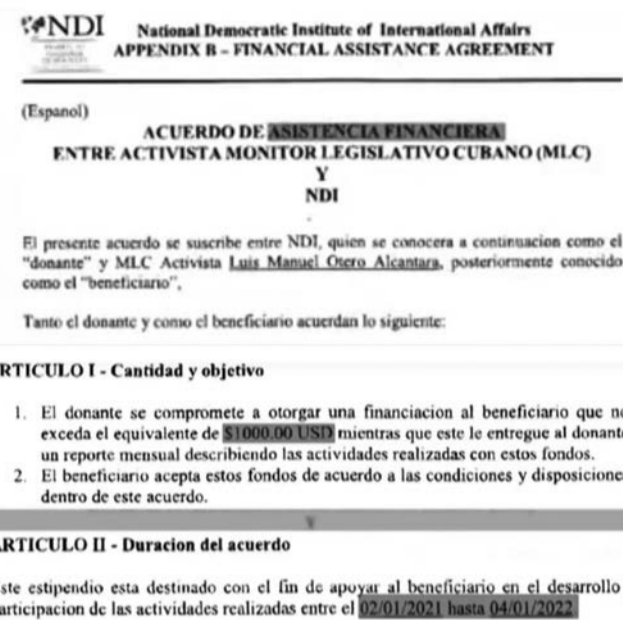 NDI
National Democratic Institute of International Affairs
APPENDIX B – FINANCIAL ASSISTANCE AGREEMENT
(Espanol)
ACUERDO DE ASISTENCIA FINANCIERA
ENTRE ACTIVISTA MONITOR LEGISLATIVO CUBANO (MLC)
Y
NDI
El presente acuerdo se suscribe entre NDI, quien se conocera a continuacion como el
"donante" y MLC Activista Luis Manuel Otero Alcantara, posteriormente conocido
como el "beneficiario".
Tanto el donante y como el beneficiario acuerdan lo siguiente:
RTICULO I - Cantidad y objetivo
1. El donante se compromete a otorgar una financiacion al beneficiario que n
exceda el equivalente de $1000.00 USD mientras que este le entregue al donant
un reporte mensual describiendo las actividades realizadas con estos fondos.
2. El beneficiario acepta estos fondos de acuerdo a las condiciones y disposicione
dentro de este acuerdo.
Y
RTICULO II - Duracion del acuerdo
ste estipendio esta destinado con el fin de apoyar al beneficiario en el desarrollo
articipacion de las actividades realizadas entre el 02/01/2021 hasta 04/01/2022